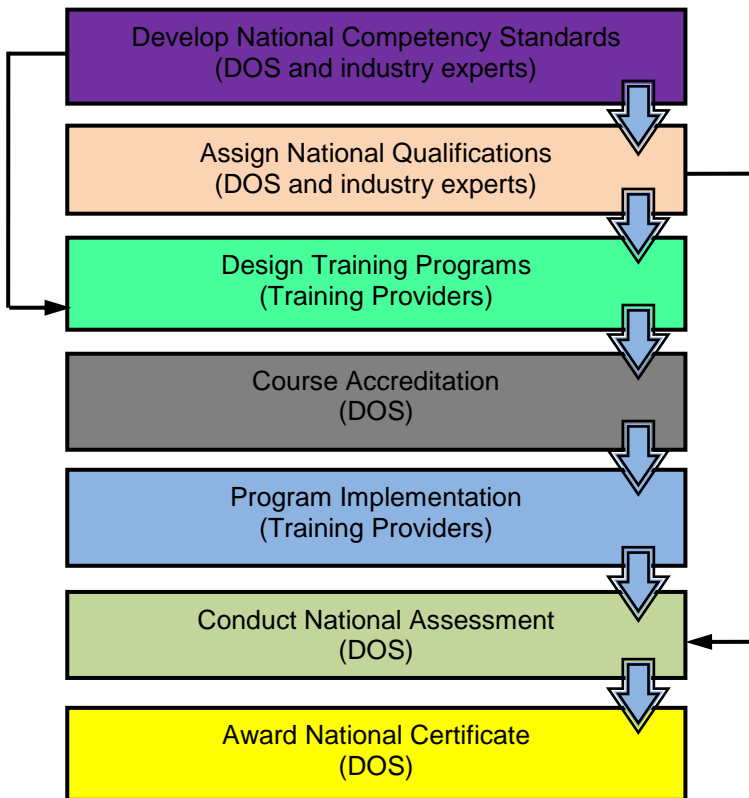 Develop National Competency Standards
(DOS and industry experts)
Assign National Qualifications
(DOS and industry experts)
Design Training Programs
(Training Providers)
Course Accreditation
(DOS)
Program Implementation
(Training Providers)
Conduct National Assessment
(DOS)
Award National Certificate
(DOS)